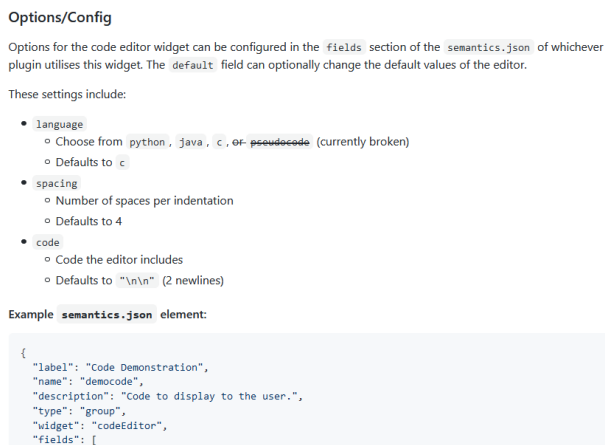 Options/Config
Options for the code editor widget can be configured in the fields section of the semantics.json of whichever
plugin utilises this widget. The default field can optionally change the default values of the editor.
These settings include:
• language
◦ Choose from python, java, c, or pseudocode (currently broken)
◦ Defaults to c
• spacing
◦ Number of spaces per indentation
◦ Defaults to 4
• code
◦ Code the editor includes
◦ Defaults to "\n\n" (2 newlines)
Example semantics.json element:
{
  "label": "Code Demonstration",
  "name": "democode",
  "description": "Code to display to the user.",
  "type": "group",
  "widget": "codeEditor",
  "fields": [